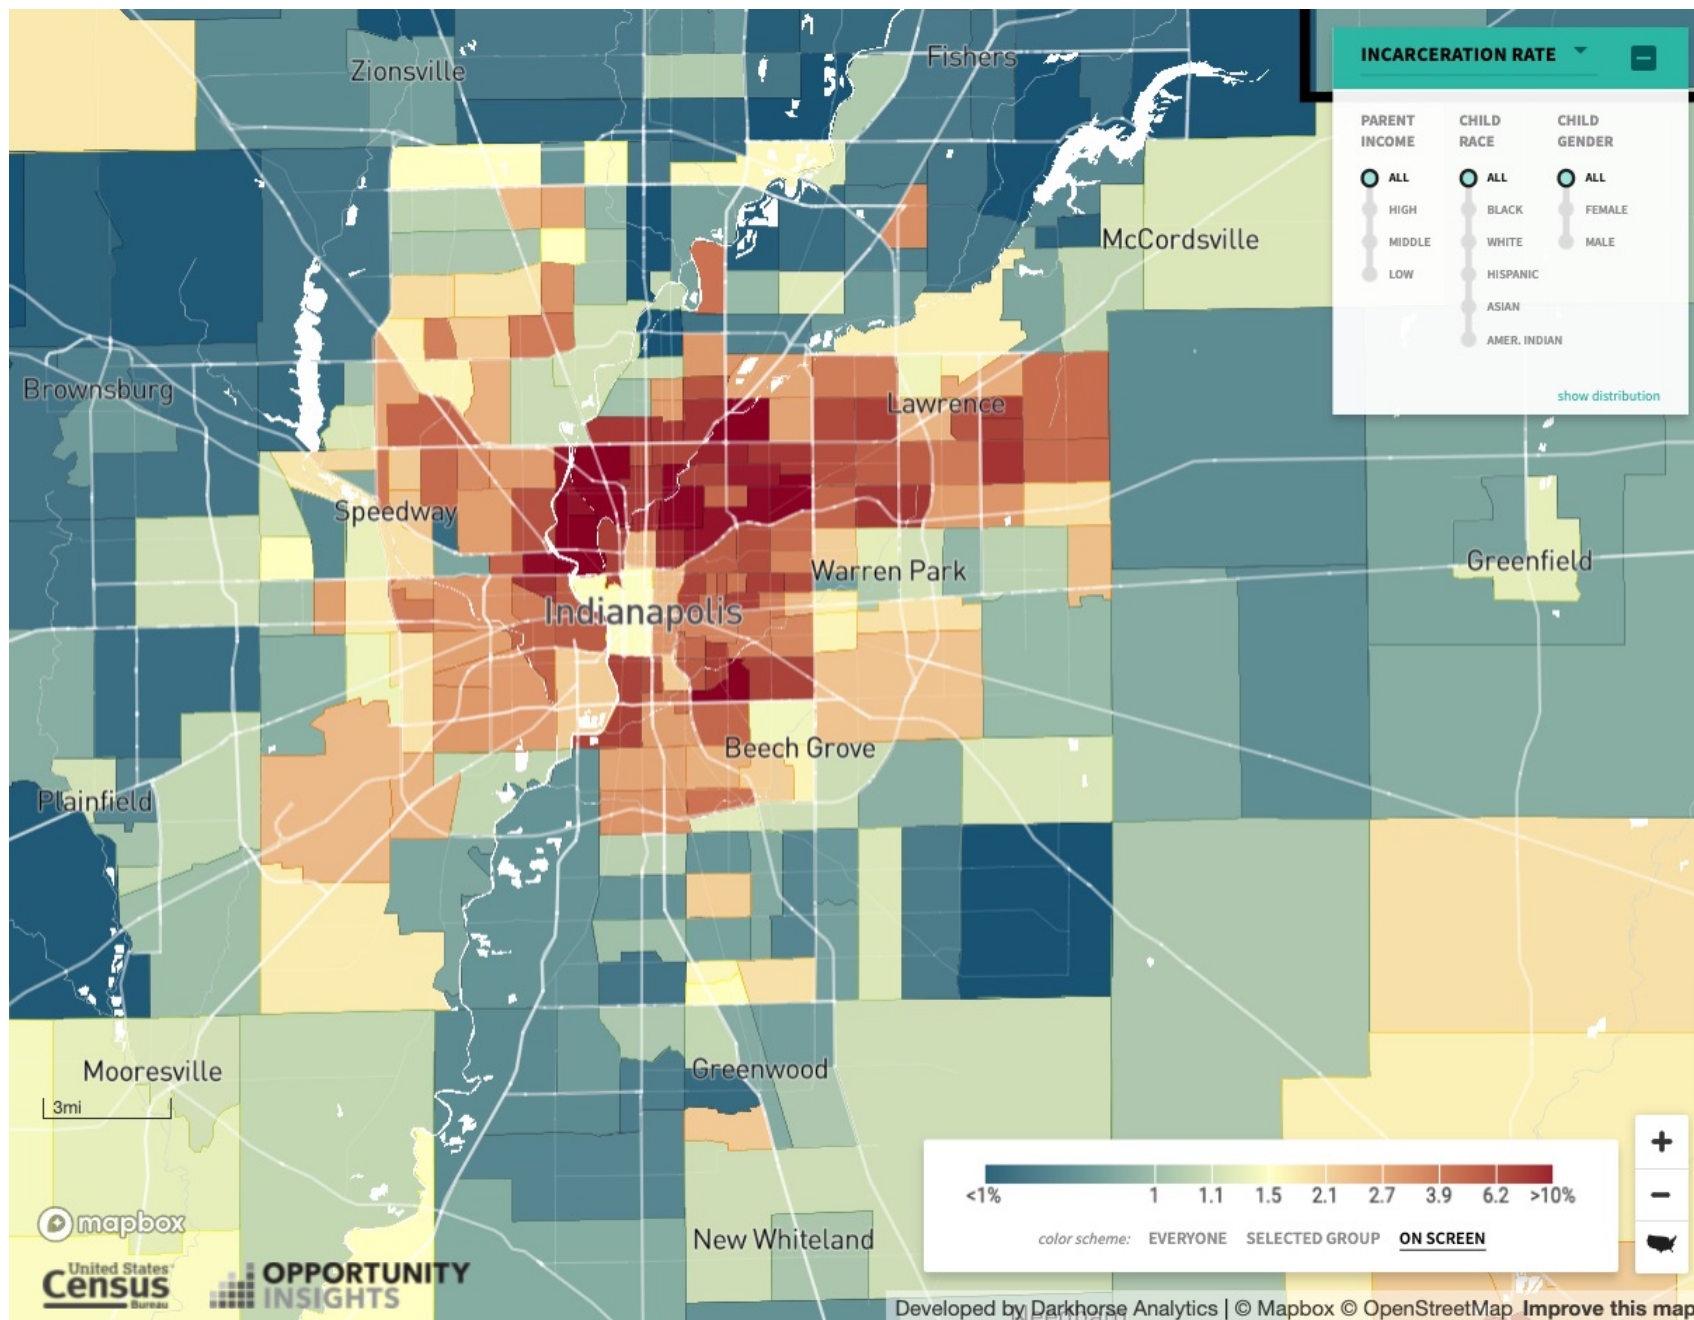 Zionsville
Fishers
McCordsville
Brownsburg
Lawrence
Speedway
Warren Park
Greenfield
Indianapolis
Beech Grove
Plainfield
Mooresville
Greenwood
New Whiteland
INCARCERATION RATE
PARENT INCOME
CHILD RACE
CHILD GENDER
ALL ALL ALL
HIGH BLACK FEMALE
MIDDLE WHITE MALE
LOW HISPANIC
ASIAN
AMER. INDIAN
show distribution
3mi
mapbox
United States®
Census
Bureau
OPPORTUNITY
INSIGHTS
<1% 1 1.1 1.5 2.1 2.7 3.9 6.2 >10%
color scheme: EVERYONE SELECTED GROUP ON SCREEN
+
−
Developed by Darkhorse Analytics | © Mapbox © OpenStreetMap Improve this map